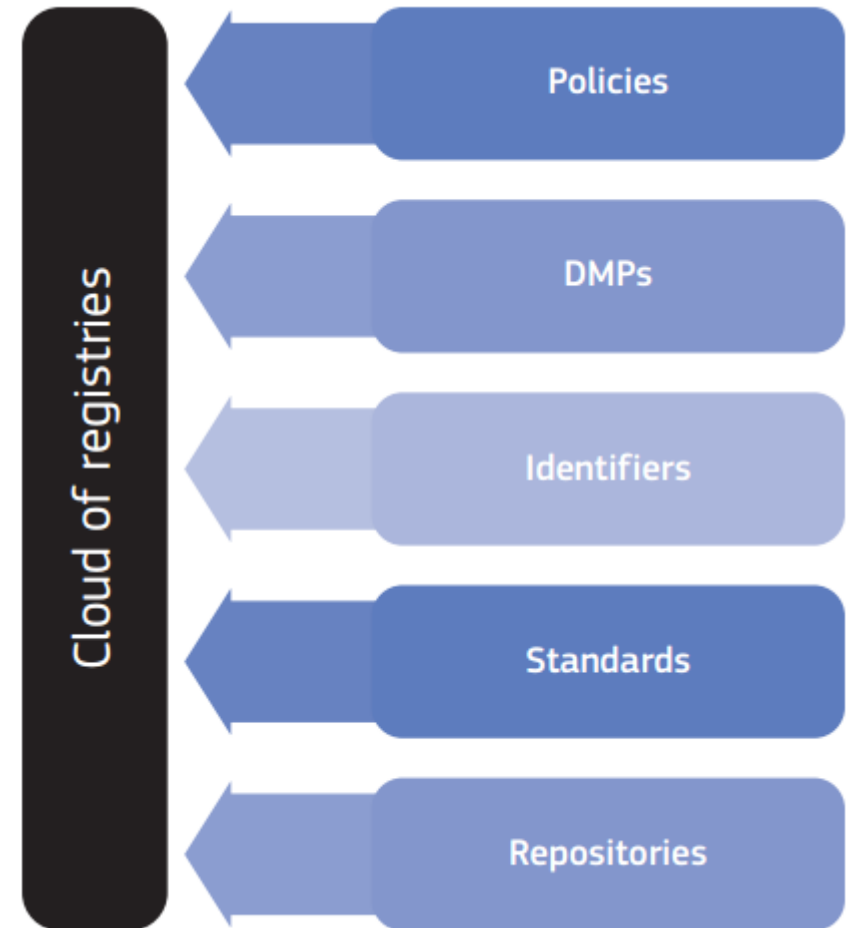 Cloud of registries
Policies
DMPs
Identifiers
Standards
Repositories